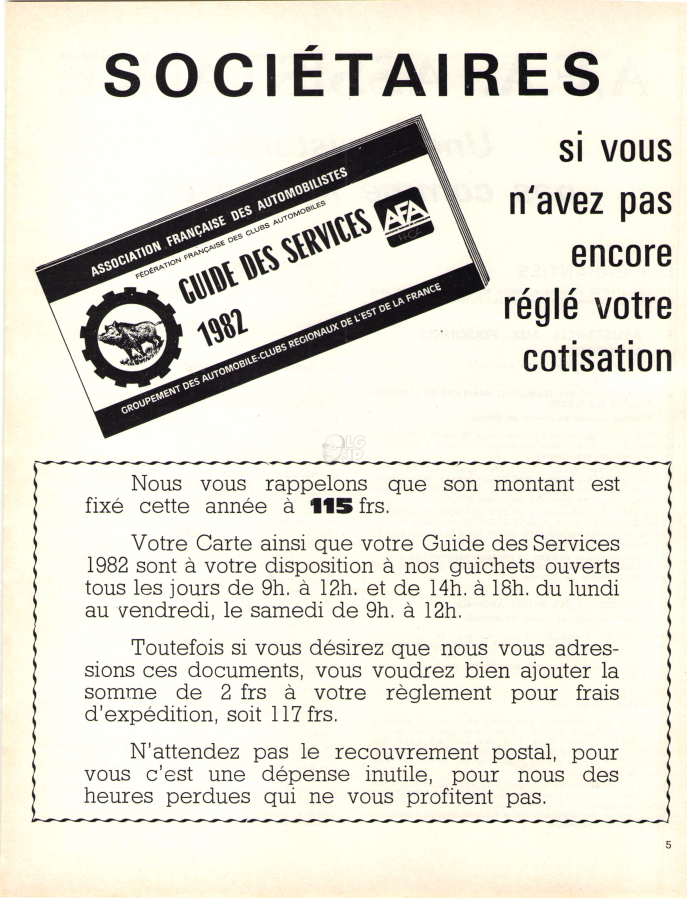 SOCIÉTAIRES
ASSOCIATION FRANÇAISE DES AUTOMOBILISTES
FÉDÉRATION FRANÇAISE DES CLUBS AUTOMOBILES
GUIDE DES SERVICES
1982
AFA
GROUPEMENT DES AUTOMOBILE-CLUBS RÉGIONAUX DE L'EST DE LA FRANCE
si vous
n'avez pas
encore
réglé votre
cotisation
Nous vous rappelons que son montant est
fixé cette année à 115 frs.
Votre Carte ainsi que votre Guide des Services
1982 sont à votre disposition à nos guichets ouverts
tous les jours de 9h. à 12h. et de 14h. à 18h. du lundi
au vendredi, le samedi de 9h. à 12h.
Toutefois si vous désirez que nous vous adres-
sions ces documents, vous voudrez bien ajouter la
somme de 2 frs à votre règlement pour frais
d'expédition, soit 117 frs.
N'attendez pas le recouvrement postal, pour
vous c'est une dépense inutile, pour nous des
heures perdues qui ne vous profitent pas.
5